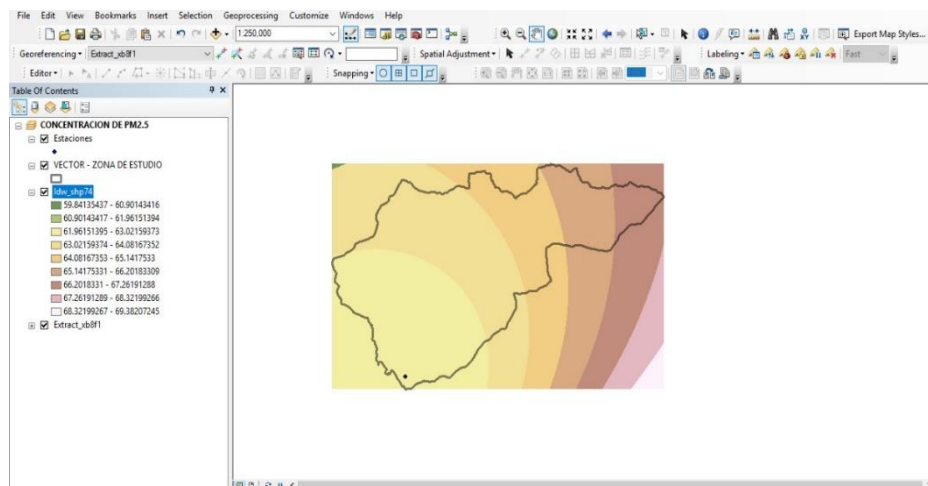 File Edit View Bookmarks Insert Selection Geoprocessing Customize Windows Help
1:250,000 Export Map Styles...
Georeferencing Extract_xb8f1 Spatial Adjustment Labeling Fast
Editor Snapping
Table Of Contents
CONCENTRACION DE PM2.5
Estaciones
VECTOR - ZONA DE ESTUDIO
Idw_shp74
59.84135437 - 60.90143416
60.90143417 - 61.96151394
61.96151395 - 63.02159373
63.02159374 - 64.08167352
64.08167353 - 65.1417533
65.14175331 - 66.20183309
66.2018331 - 67.26191288
67.26191289 - 68.32199266
68.32199267 - 69.38207245
Extract_xb8f1